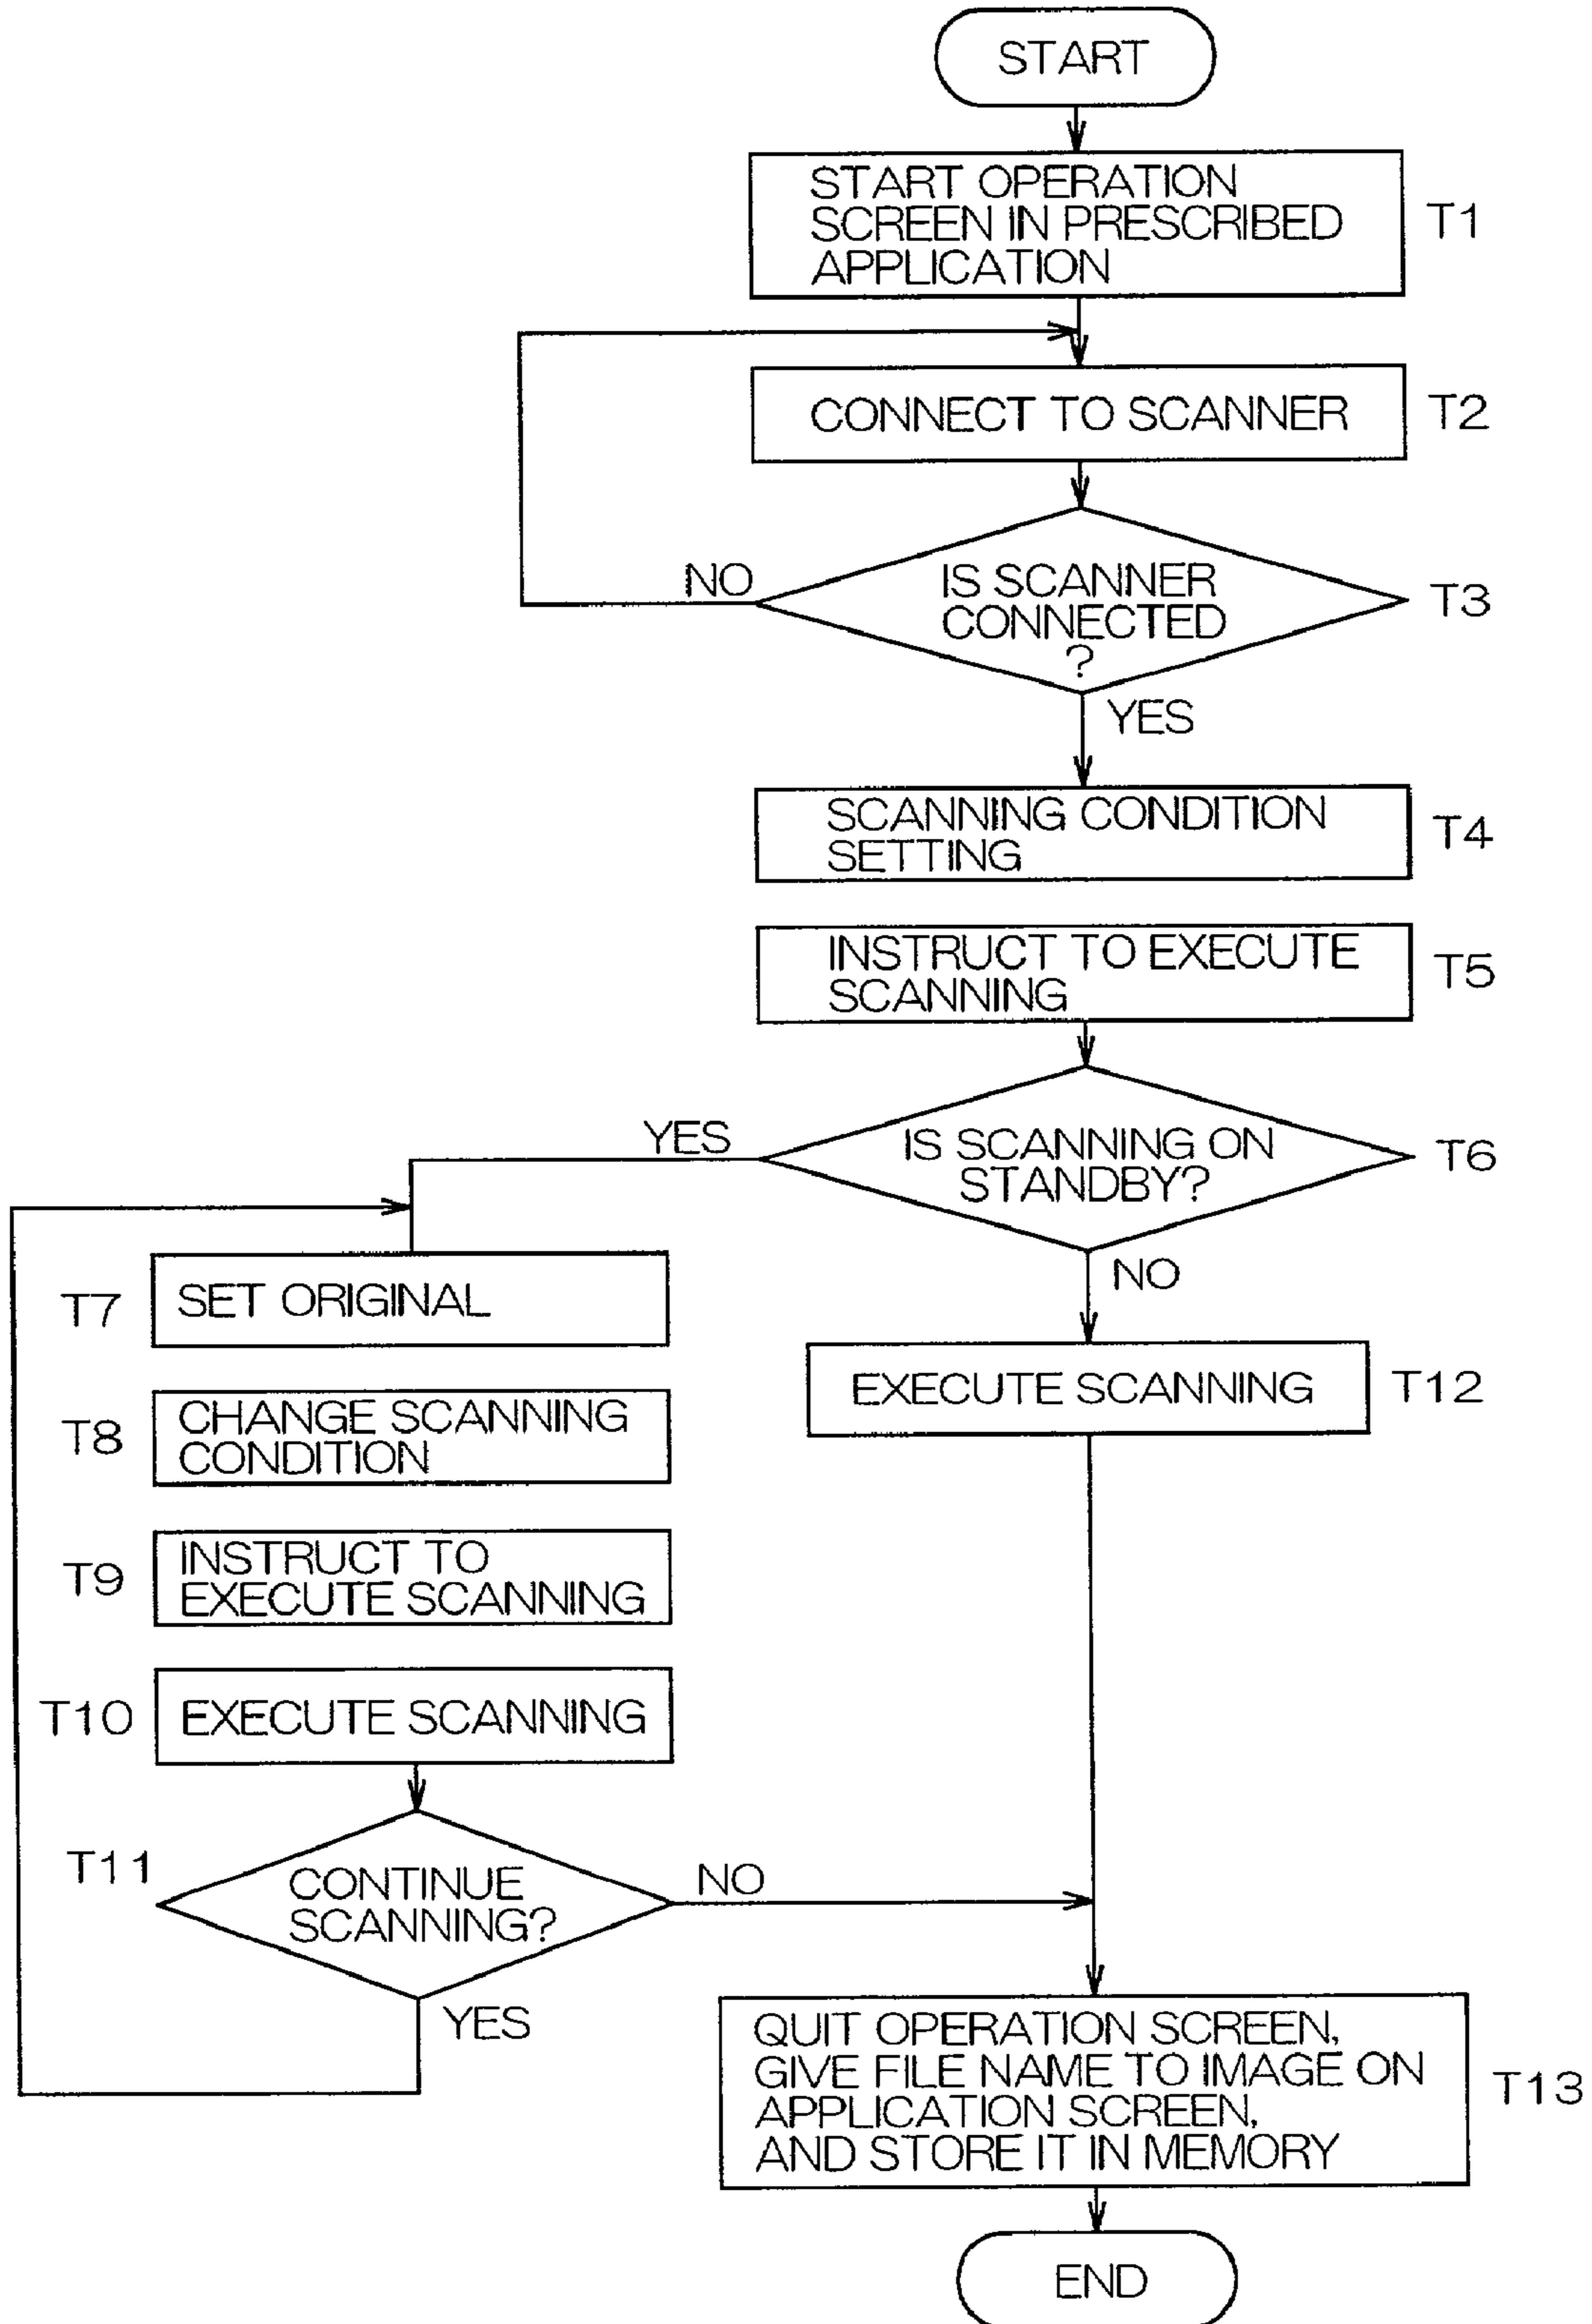 START
START OPERATION
SCREEN IN PRESCRIBED
APPLICATION
T1
CONNECT TO SCANNER
T2
NO
IS SCANNER
CONNECTED
?
T3
YES
SCANNING CONDITION
SETTING
T4
INSTRUCT TO EXECUTE
SCANNING
T5
YES
IS SCANNING ON
STANDBY?
T6
NO
T7
SET ORIGINAL
EXECUTE SCANNING
T12
T8
CHANGE SCANNING
CONDITION
T9
INSTRUCT TO
EXECUTE SCANNING
T10
EXECUTE SCANNING
T11
CONTINUE
SCANNING?
NO
YES
QUIT OPERATION SCREEN,
GIVE FILE NAME TO IMAGE ON
APPLICATION SCREEN,
AND STORE IT IN MEMORY
T13
END